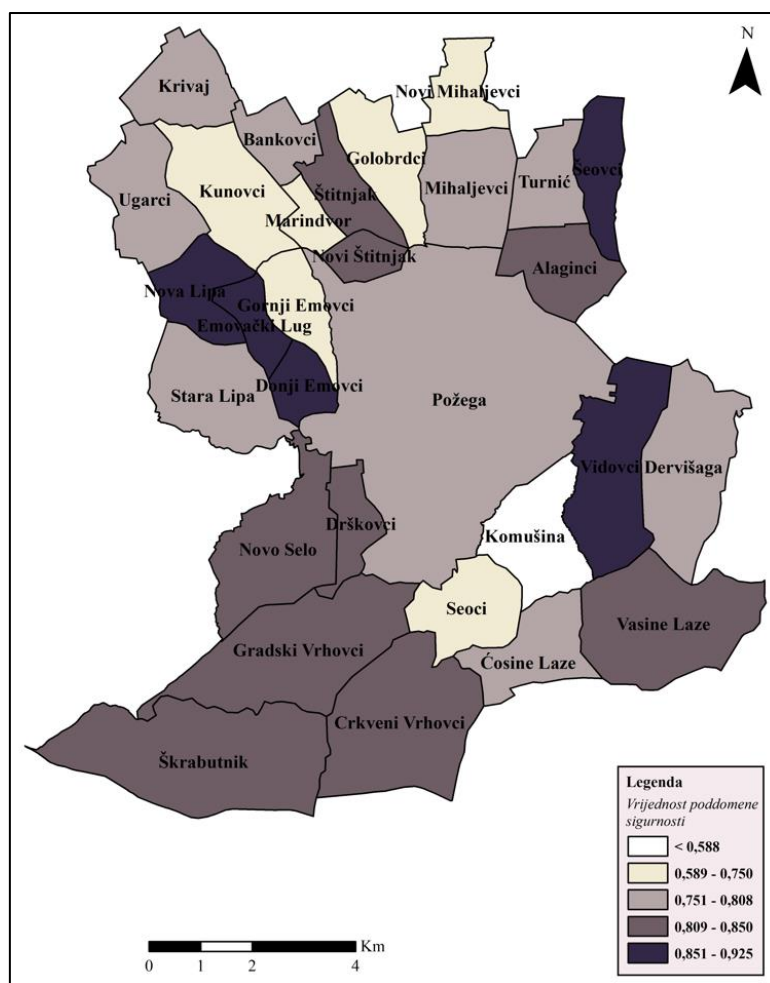 N
Krivaj
Novi Mihaljevci
Bankovci
Golobrdci
Šeovci
Ugarci
Kunovci
Štitnjak
Mihaljevci
Turnić
Marindvor
Novi Štitnjak
Alaginci
Nova Lipa
Gornji Emovci
Emovački Lug
Donji Emovci
Stara Lipa
Požega
Vidovci
Dervišaga
Drškovci
Komušina
Novo Selo
Seoci
Vasine Laze
Gradski Vrhovci
Ćosine Laze
Crkveni Vrhovci
Škrabutnik
Legenda
Vrijednost poddomene
sigurnosti
< 0,588
0,589 - 0,750
0,751 - 0,808
0,809 - 0,850
0,851 - 0,925
Km
0 1 2 4